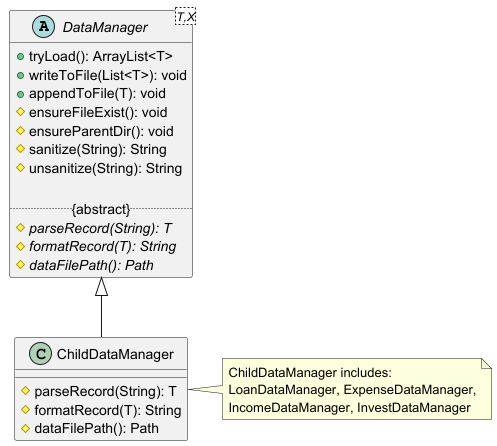 A DataManager T,X
tryLoad(): ArrayList<T>
writeToFile(List<T>): void
appendToFile(T): void
ensureFileExist(): void
ensureParentDir(): void
sanitize(String): String
unsanitize(String): String
{abstract}
parseRecord(String): T
formatRecord(T): String
dataFilePath(): Path
C ChildDataManager
parseRecord(String): T
formatRecord(T): String
dataFilePath(): Path
ChildDataManager includes:
LoanDataManager, ExpenseDataManager,
IncomeDataManager, InvestDataManager